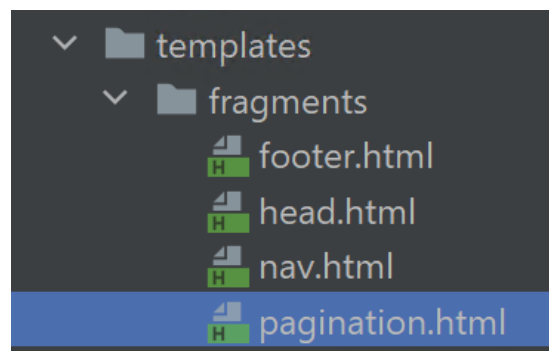 templates
fragments
H footer.html
H head.html
H nav.html
H pagination.html